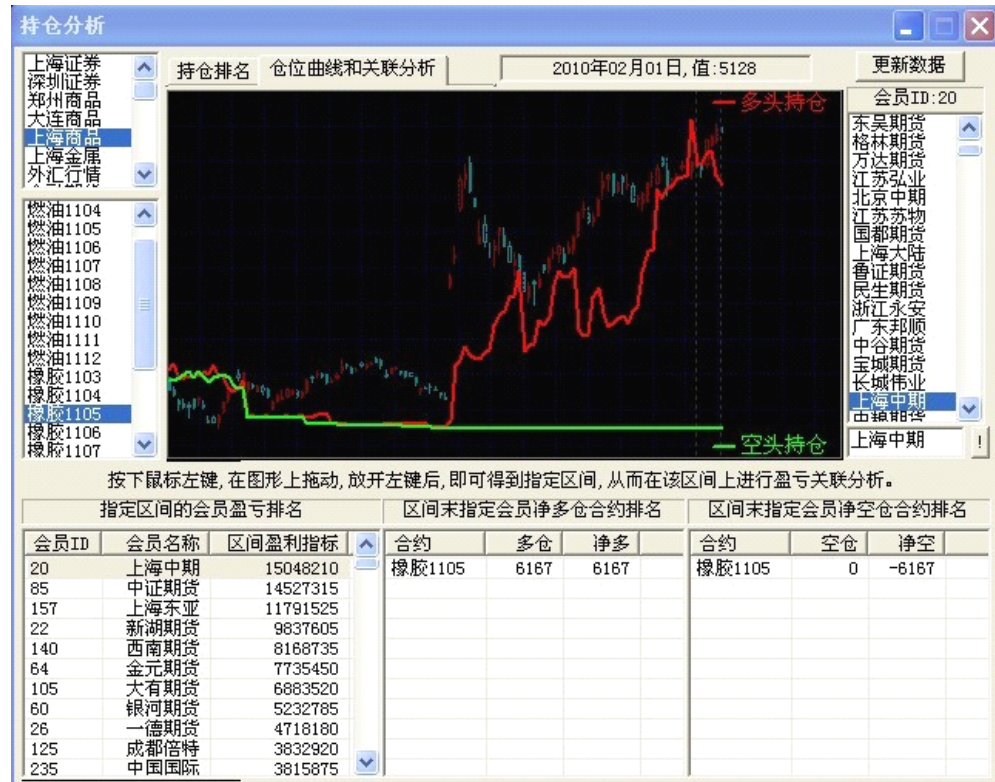 持仓分析
上海证券
深圳证券
郑州商品
大连商品
上海商品
上海金属
外汇行情
燃油1104
燃油1105
燃油1106
燃油1107
燃油1108
燃油1109
燃油1110
燃油1111
燃油1112
橡胶1103
橡胶1104
橡胶1105
橡胶1106
橡胶1107
持仓排名 仓位曲线和关联分析 2010年02月01日,值:5128 更新数据
多头持仓
空头持仓
会员ID:20
东吴期货
格林期货
万达期货
江苏弘业
北京中期
江苏苏物
国都期货
上海大陆
鲁证期货
民生期货
浙江永安
广东邦顺
中谷期货
宝城期货
长城伟业
上海中期
上海中期 !
按下鼠标左键,在图形上拖动,放开左键后,即可得到指定区间,从而在该区间上进行盈亏关联分析。
指定区间的会员盈亏排名 区间末指定会员净多仓合约排名 区间末指定会员净空仓合约排名
会员ID 会员名称 区间盈利指标 合约 多仓 净多 合约 空仓 净空
20 上海中期 15048210 橡胶1105 6167 6167 橡胶1105 0 -6167
85 中证期货 14527315
157 上海东亚 11791525
22 新湖期货 9837605
140 西南期货 8168735
64 金元期货 7735450
105 大有期货 6883520
60 银河期货 5232785
26 一德期货 4718180
125 成都倍特 3832920
235 中国国际 3815875